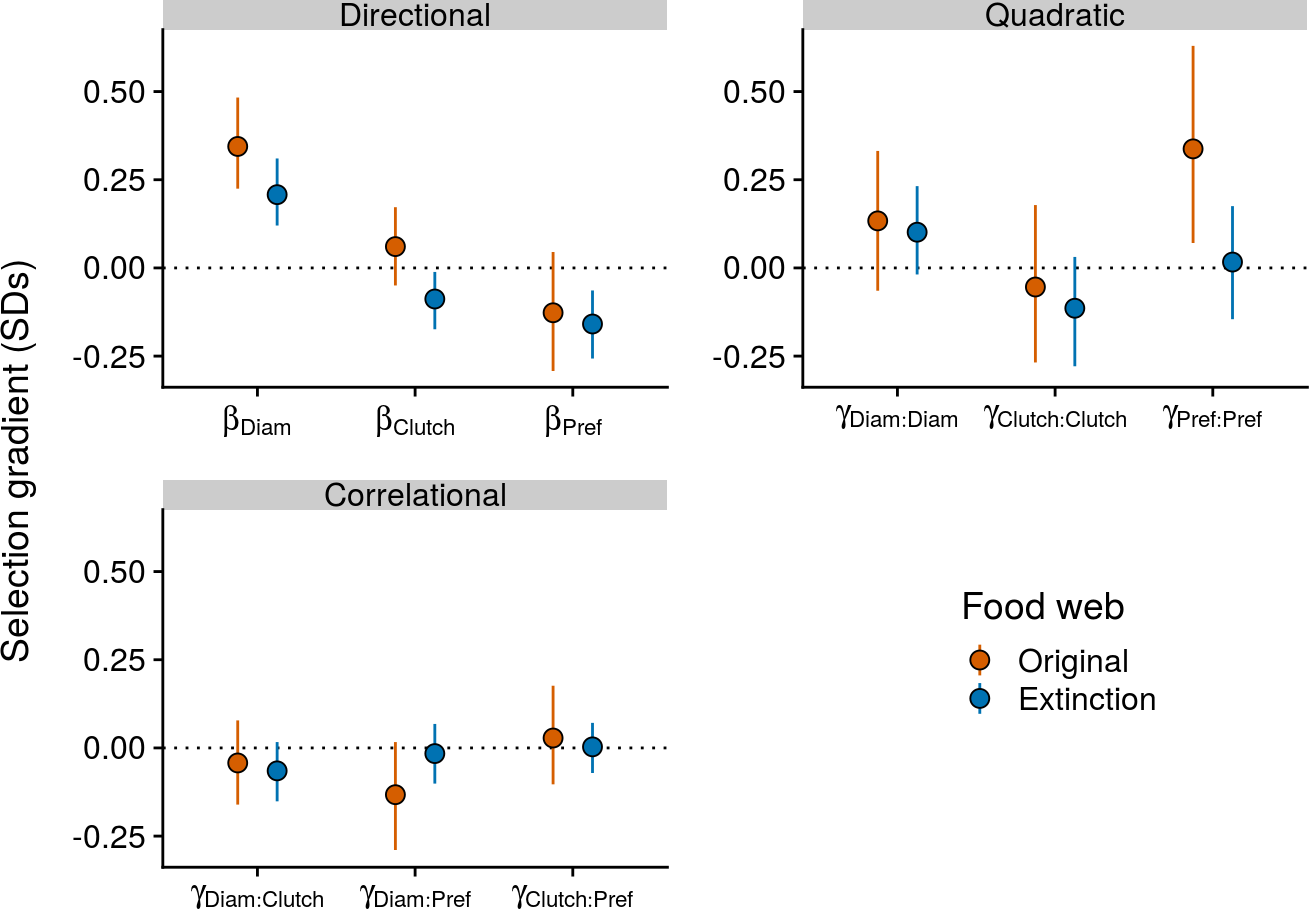 Directional
Quadratic
Selection gradient (SDs)
0.50
0.25
0.00
-0.25
βDiam
βClutch
βPref
0.50
0.25
0.00
-0.25
γDiam:Diam
γClutch:Clutch
γPref:Pref
Correlational
0.50
0.25
0.00
-0.25
γDiam:Clutch
γDiam:Pref
γClutch:Pref
Food web
Original
Extinction